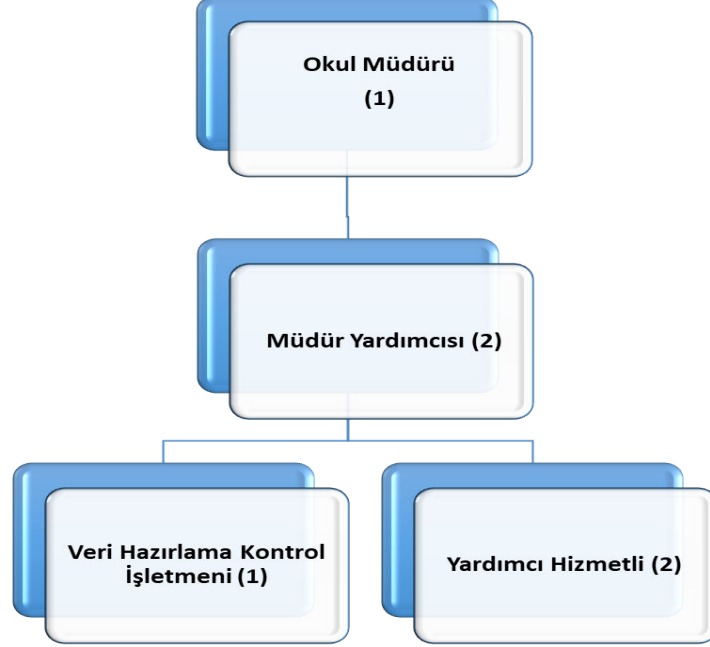 Okul Müdürü
(1)
Müdür Yardımcısı (2)
Veri Hazırlama Kontrol
İşletmeni (1)
Yardımcı Hizmetli (2)